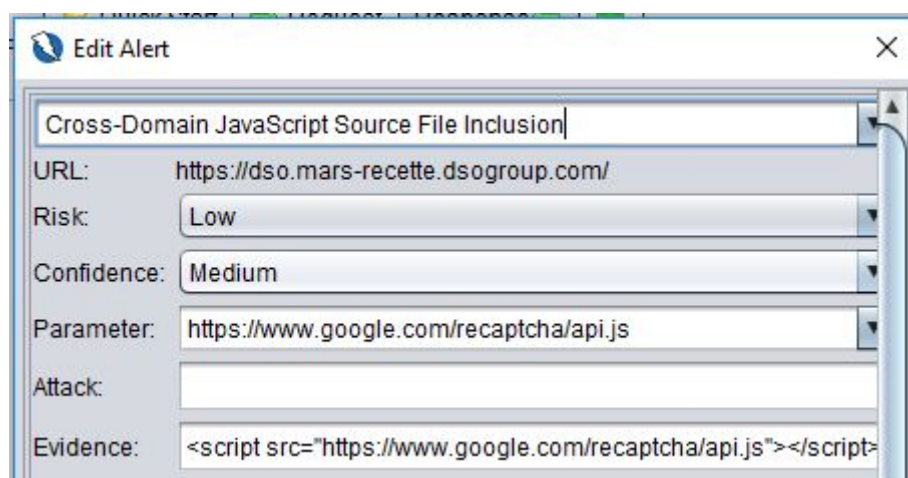 Edit Alert
Cross-Domain JavaScript Source File Inclusion
URL: https://dso.mars-recette.dsogroup.com/
Risk: Low
Confidence: Medium
Parameter: https://www.google.com/recaptcha/api.js
Attack:
Evidence: <script src="https://www.google.com/recaptcha/api.js"></script>